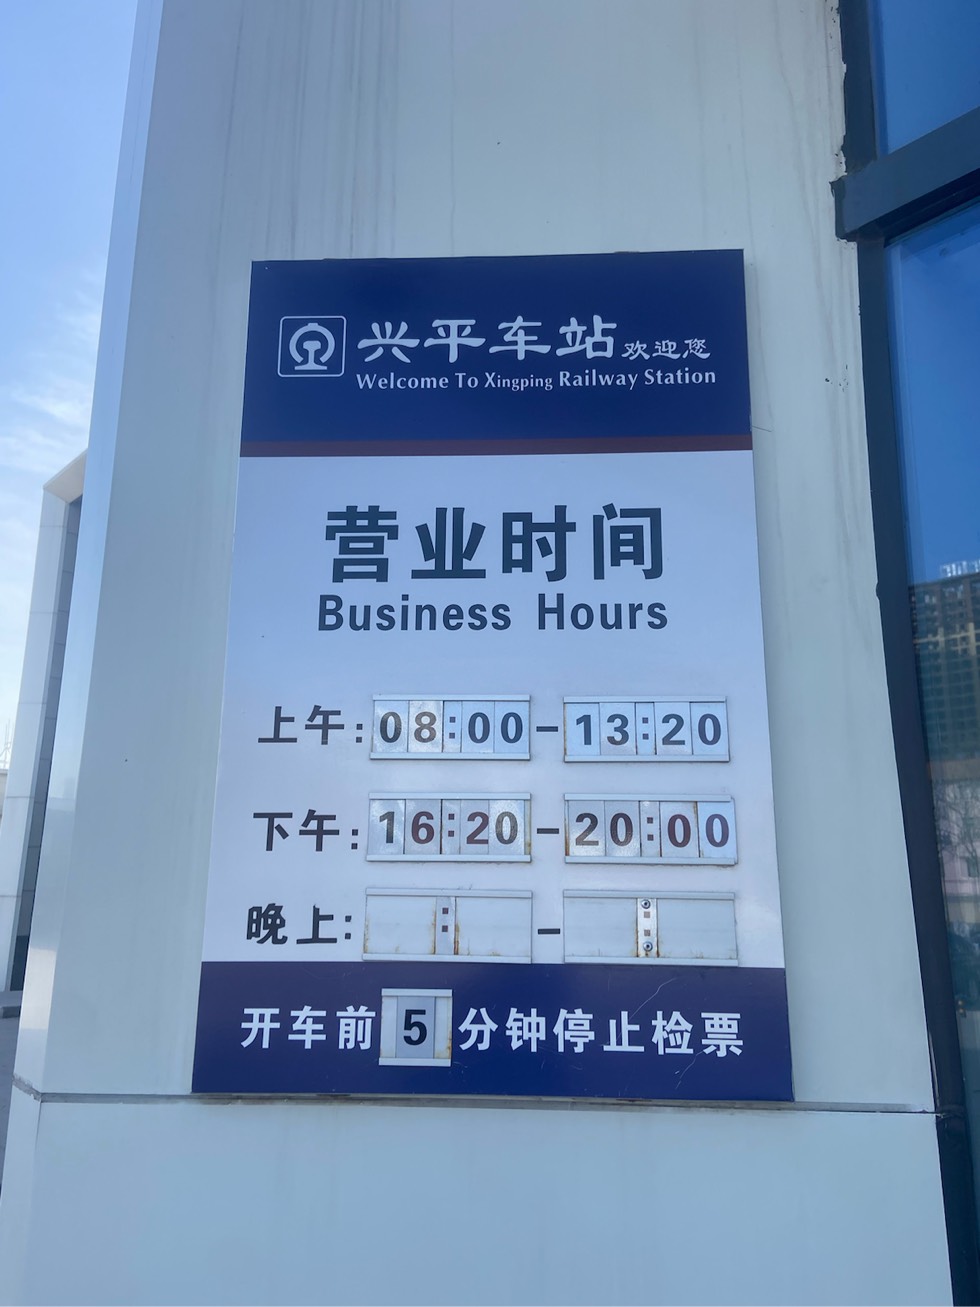 兴平车站欢迎您
Welcome To Xingping Railway Station
营业时间
Business Hours
上午:08:00-13:20
下午:16:20-20:00
晚上: : - :
开车前5分钟停止检票